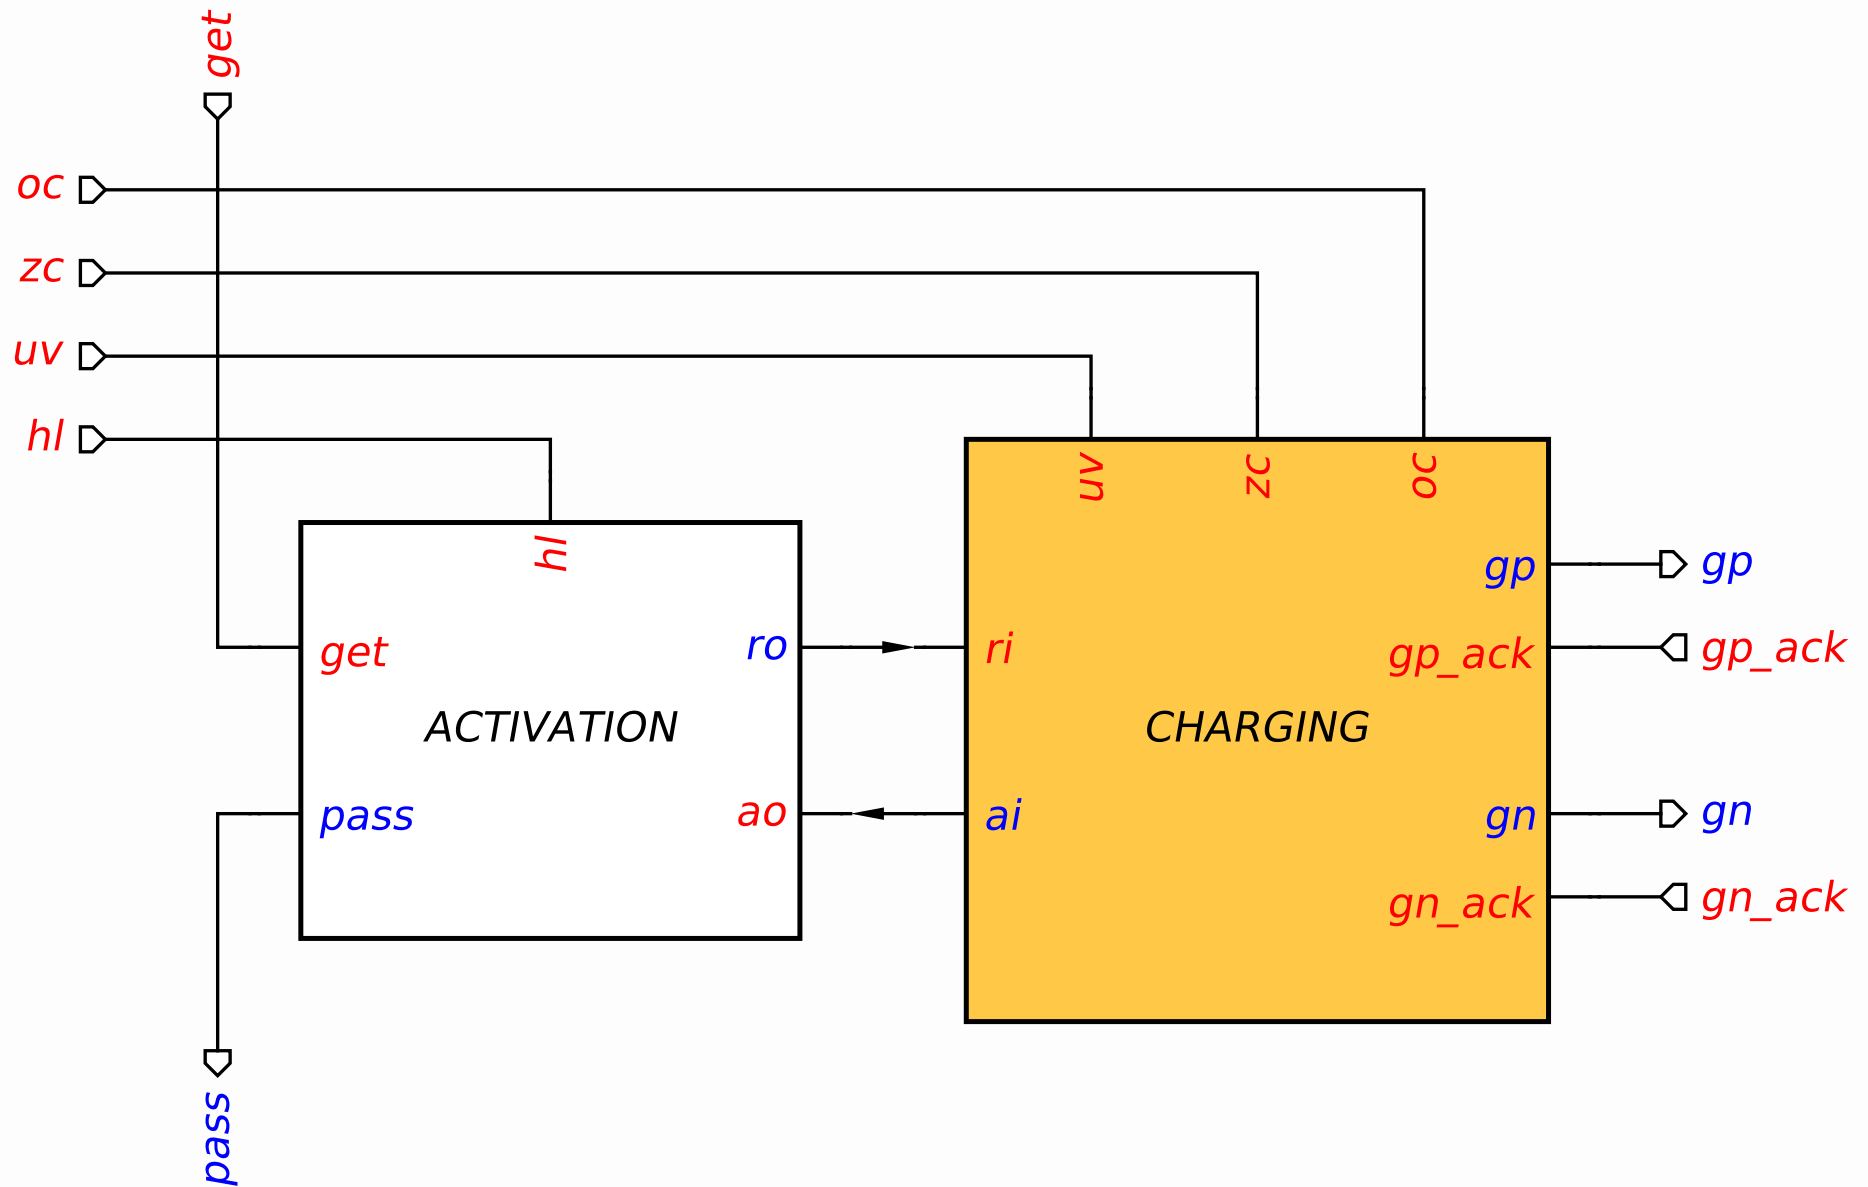 get
oc
zc
uv
hl
uv
zc
oc
hl
gp
gp
get
ro
ri
gp_ack
gp_ack
ACTIVATION
CHARGING
pass
ao
ai
gn
gn
gn_ack
gn_ack
pass